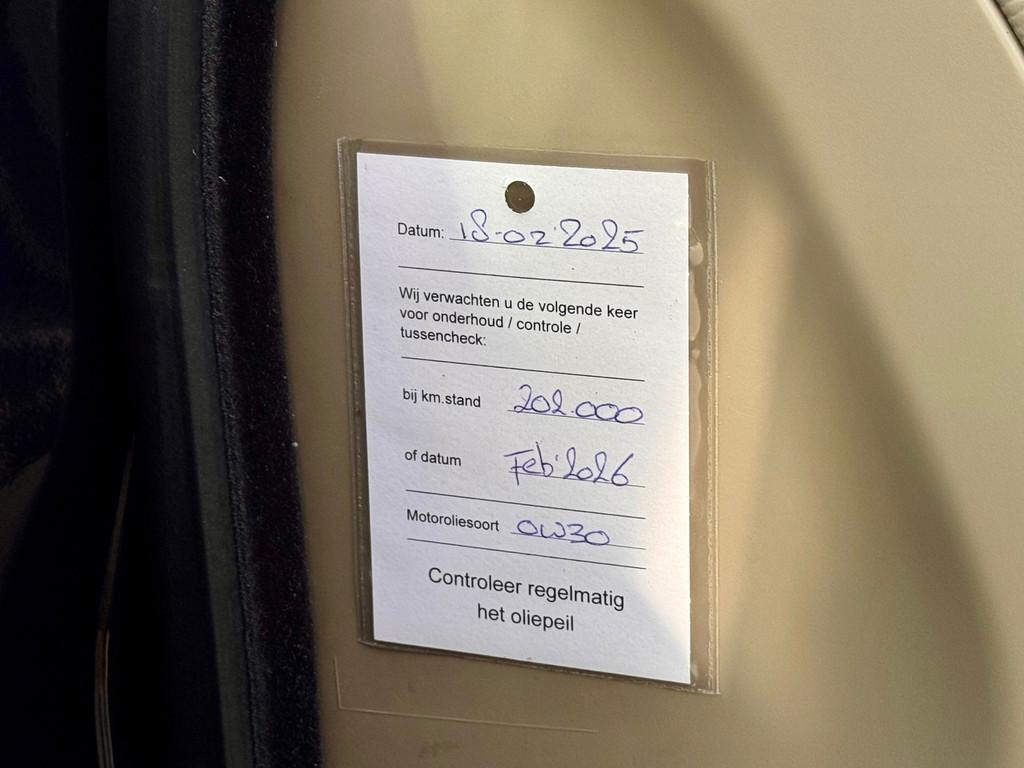 Datum: 18-02-2025
Wij verwachten u de volgende keer
voor onderhoud / controle /
tussencheck:
bij km.stand 202.000
of datum Feb' 2026
Motoroliesoort 0W30
Controleer regelmatig
het oliepeil